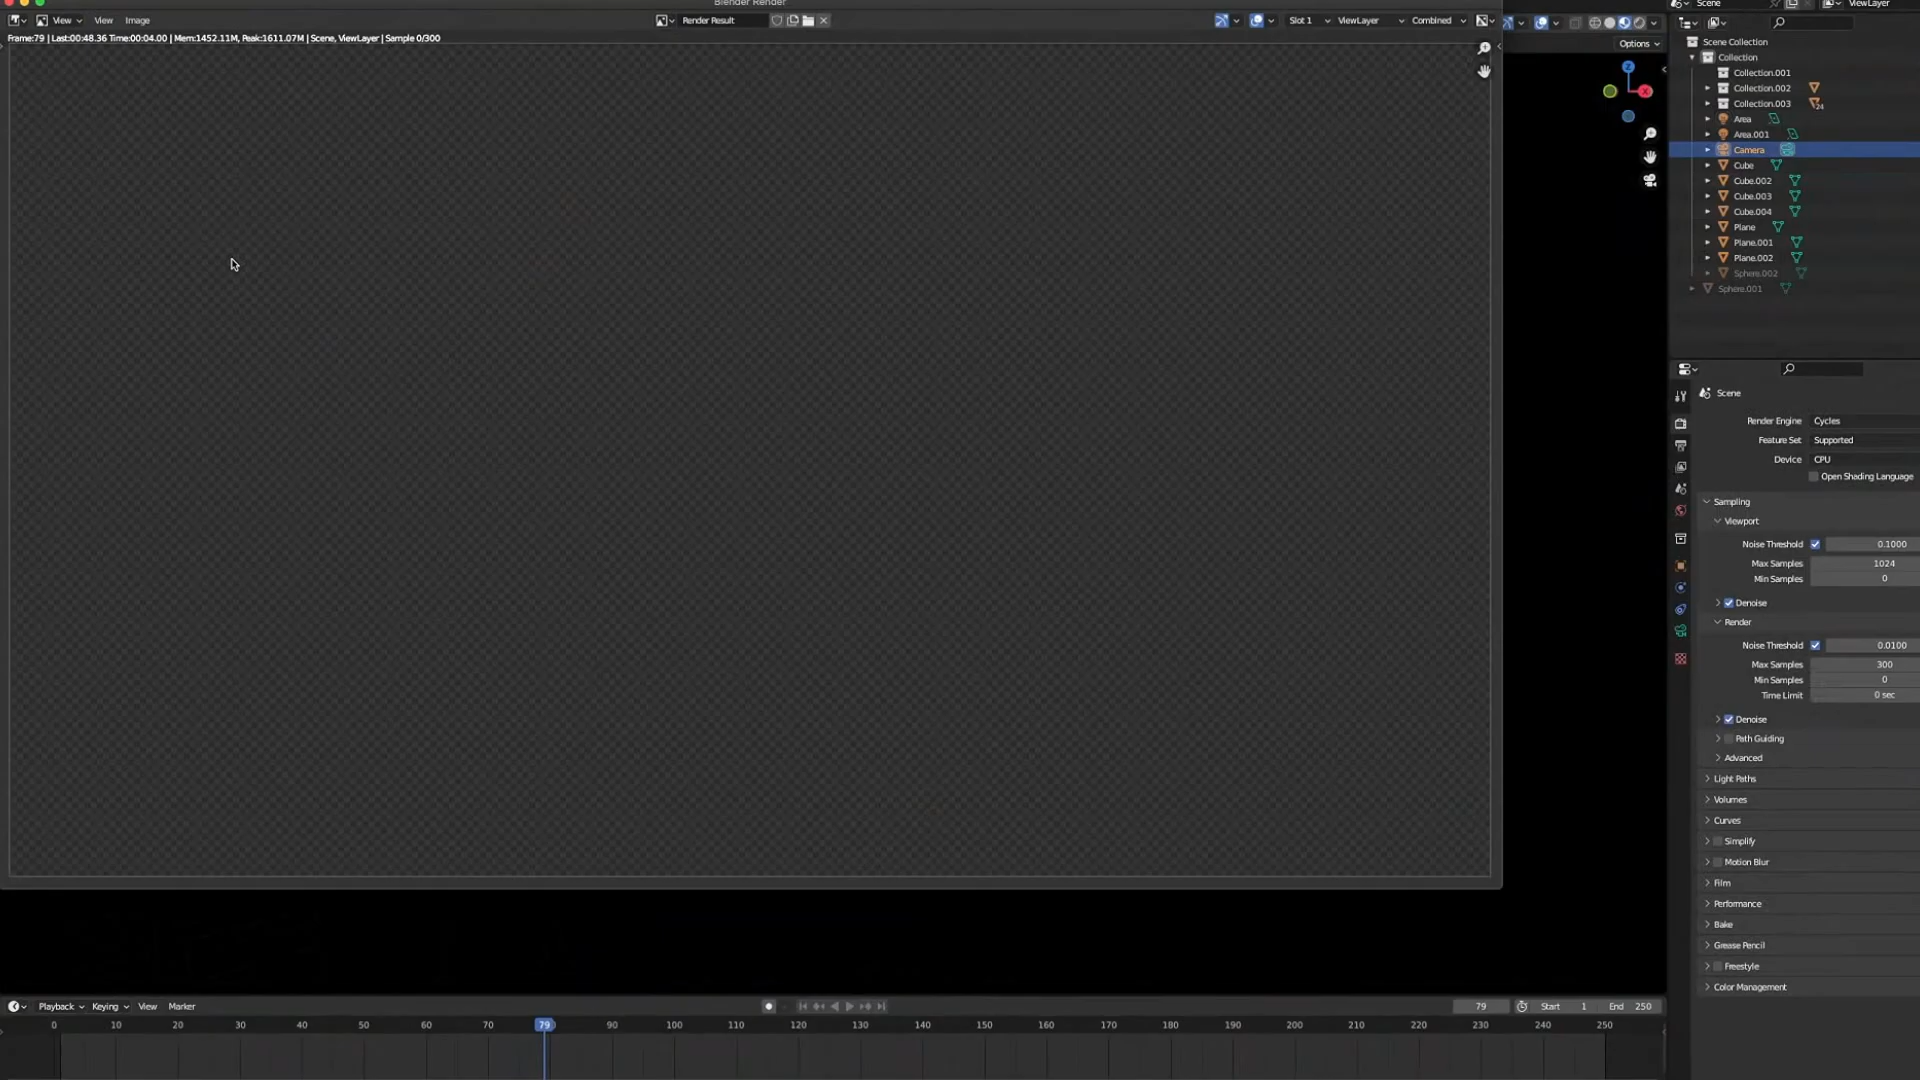 Blender Render
View View Image Render Result Slot 1 ViewLayer Combined
Frame:79 | Last:00:48.36 Time:00:04.00 | Mem:1452.11M, Peak:1611.07M | Scene, ViewLayer | Sample 0/300
Options
Scene ViewLayer
Scene Collection
Collection
Collection.001
Collection.002
Collection.003 24
Area
Area.001
Camera
Cube
Cube.002
Cube.003
Cube.004
Plane
Plane.001
Plane.002
Sphere.002
Sphere.001
Z
X
Scene
Render Engine Cycles
Feature Set Supported
Device CPU
Open Shading Language
Sampling
Viewport
Noise Threshold 0.1000
Max Samples 1024
Min Samples 0
Denoise
Render
Noise Threshold 0.0100
Max Samples 300
Min Samples 0
Time Limit 0 sec
Denoise
Path Guiding
Advanced
Light Paths
Volumes
Curves
Simplify
Motion Blur
Film
Performance
Bake
Grease Pencil
Freestyle
Color Management
Playback Keying View Marker 79 Start 1 End 250
0 10 20 30 40 50 60 70 79 90 100 110 120 130 140 150 160 170 180 190 200 210 220 230 240 250